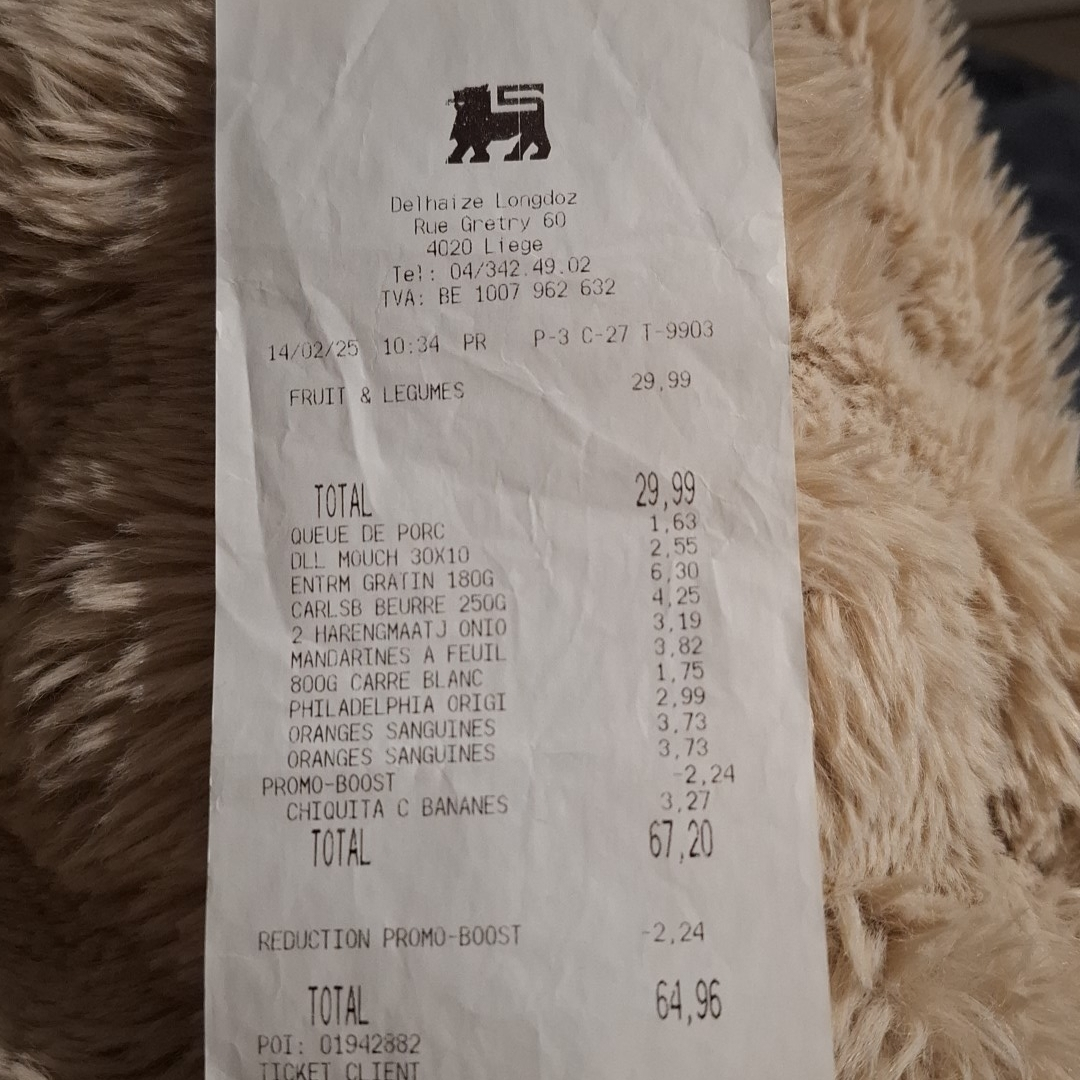 Delhaize Longdoz
Rue Gretry 60
4020 Liege
Tel: 04/342.49.02
TVA: BE 1007 962 632
14/02/25 10:34 PR P-3 C-27 T-9903
FRUIT & LEGUMES 29,99
TOTAL 29,99
QUEUE DE PORC 1,63
DLL MOUCH 30X10 2,55
ENTRM GRATIN 180G 6,30
CARLSB BEURRE 250G 4,25
2 HARENGMAATJ ONIO 3,19
MANDARINES A FEUIL 3,82
800G CARRE BLANC 1,75
PHILADELPHIA ORIGI 2,99
ORANGES SANGUINES 3,73
ORANGES SANGUINES 3,73
PROMO-BOOST -2,24
CHIQUITA C BANANES 3,27
TOTAL 67,20
REDUCTION PROMO-BOOST -2,24
TOTAL 64,96
POI: 01942882
TICKET CLIENT